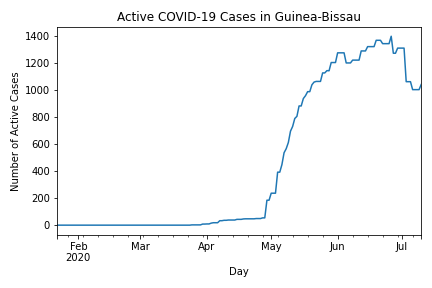 Active COVID-19 Cases in Guinea-Bissau
Number of Active Cases
1400
1200
1000
800
600
400
200
0
Feb Mar Apr May Jun Jul
2020
Day